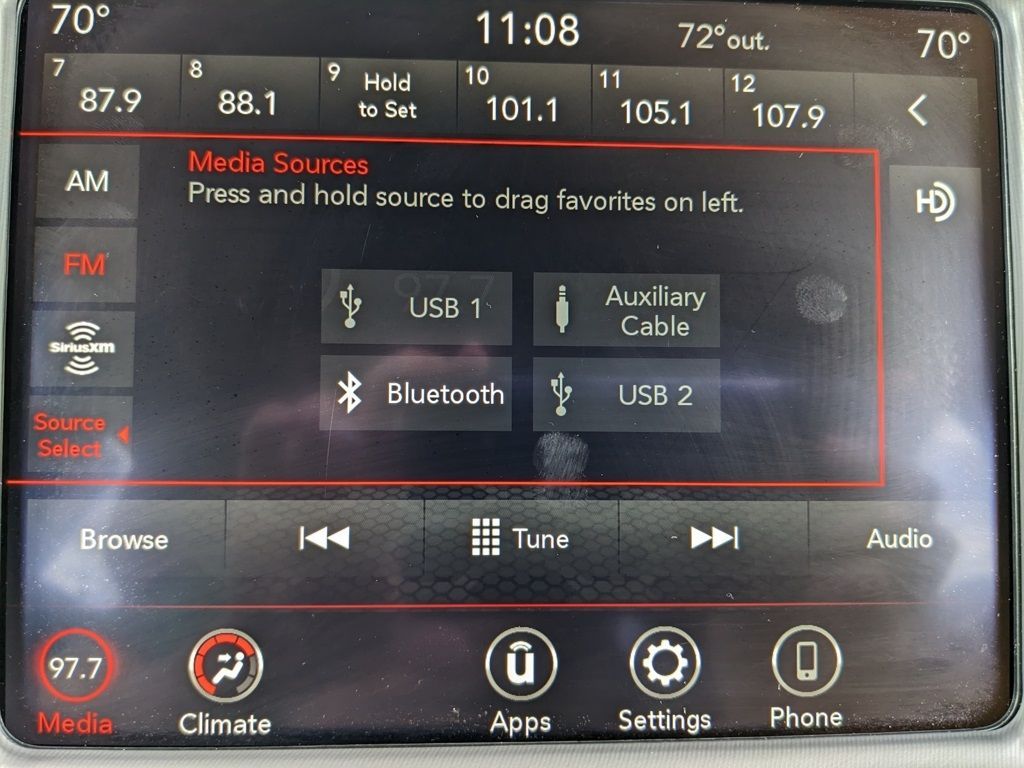 70°
11:08
72°out.
70°
7
87.9
8
88.1
9
Hold
to Set
10
101.1
11
105.1
12
107.9
AM
Media Sources
Press and hold source to drag favorites on left.
HD
FM
USB 1
Auxiliary
Cable
SiriusXM
Bluetooth
USB 2
Source
Select
Browse
Tune
Audio
97.7
Media
Climate
u
Apps
Settings
Phone